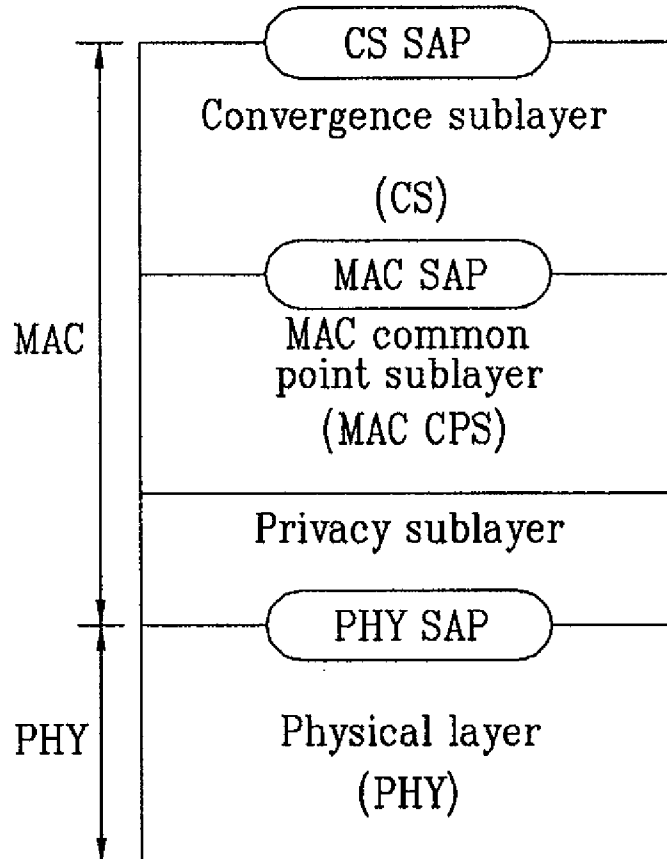 CS SAP
Convergence sublayer
(CS)
MAC SAP
MAC common
point sublayer
(MAC CPS)
MAC
Privacy sublayer
PHY SAP
Physical layer
(PHY)
PHY